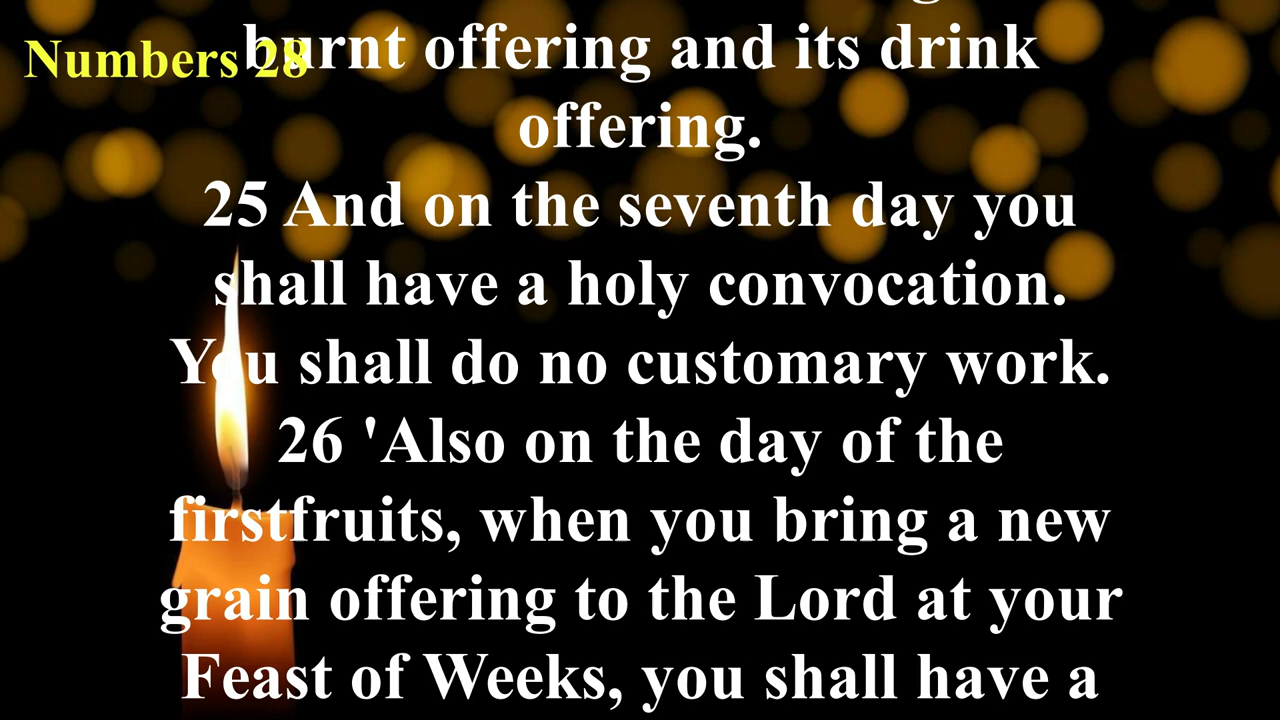 Numbers 28
burnt offering and its drink
offering.
25 And on the seventh day you
shall have a holy convocation.
You shall do no customary work.
26 'Also on the day of the
firstfruits, when you bring a new
grain offering to the Lord at your
Feast of Weeks, you shall have a